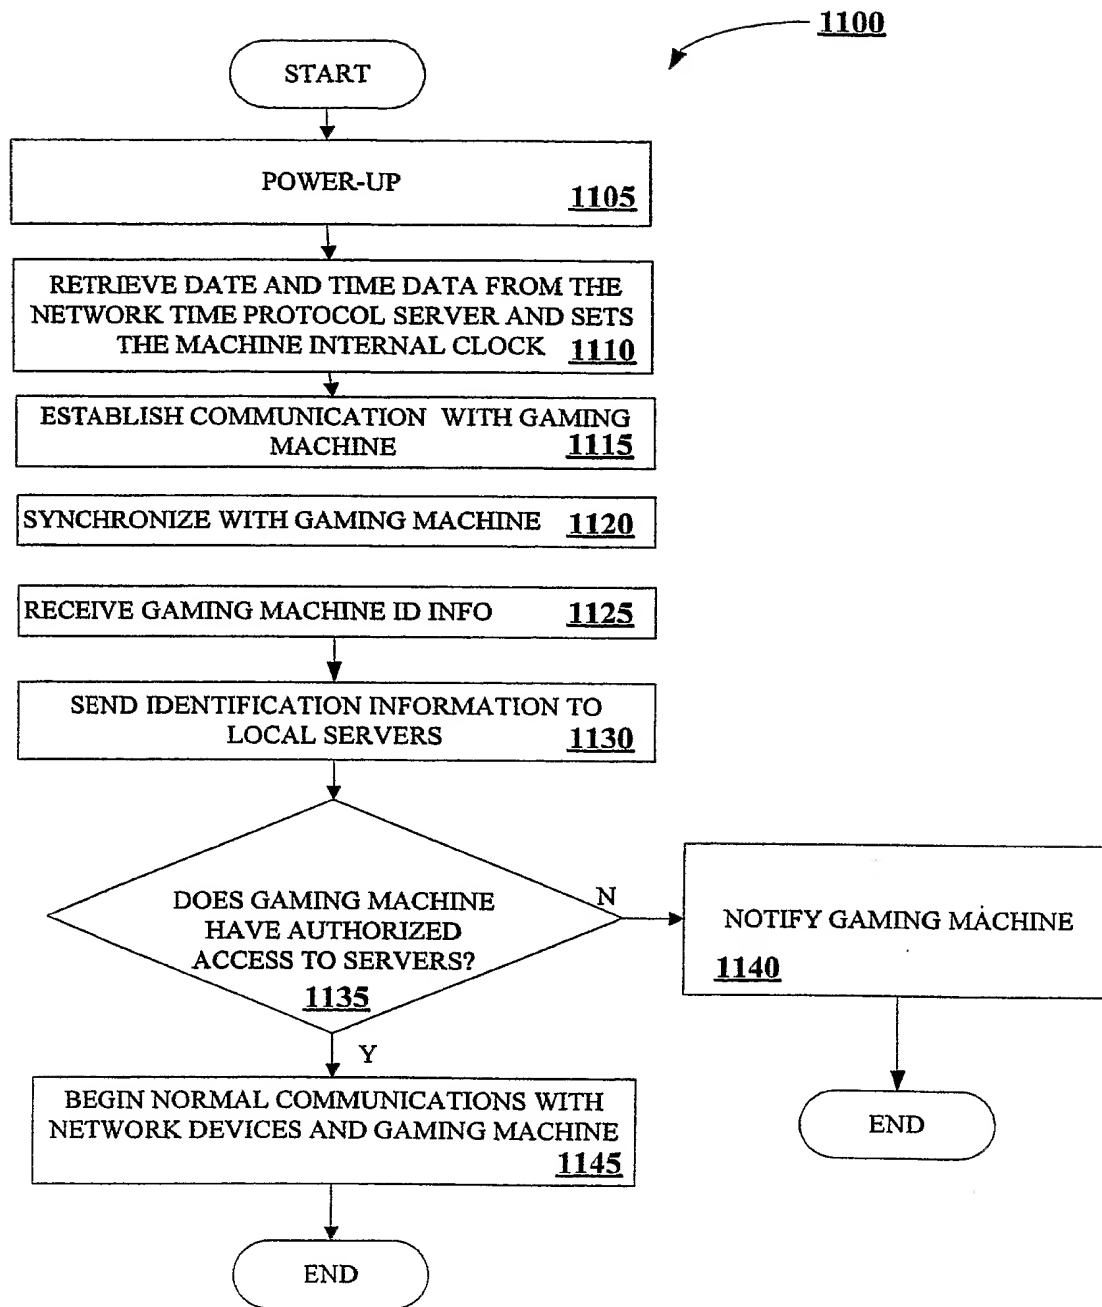 1100
START
POWER-UP
1105
RETRIEVE DATE AND TIME DATA FROM THE
NETWORK TIME PROTOCOL SERVER AND SETS
THE MACHINE INTERNAL CLOCK 1110
ESTABLISH COMMUNICATION WITH GAMING
MACHINE 1115
SYNCHRONIZE WITH GAMING MACHINE 1120
RECEIVE GAMING MACHINE ID INFO 1125
SEND IDENTIFICATION INFORMATION TO
LOCAL SERVERS 1130
DOES GAMING MACHINE
HAVE AUTHORIZED
ACCESS TO SERVERS?
1135
N
NOTIFY GAMING MACHINE
1140
END
Y
BEGIN NORMAL COMMUNICATIONS WITH
NETWORK DEVICES AND GAMING MACHINE
1145
END